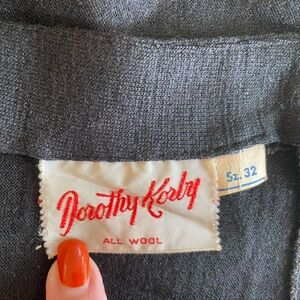 Dorothy Korby
ALL WOOL
Sz. 32